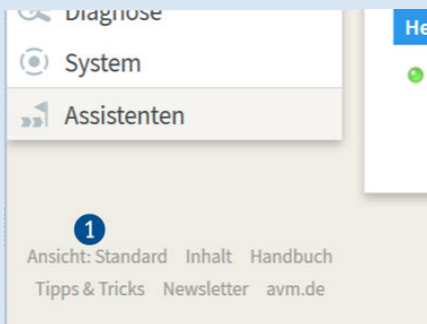 Diagnose
He
System
Assistenten
1
Ansicht: Standard Inhalt Handbuch
Tipps & Tricks Newsletter avm.de